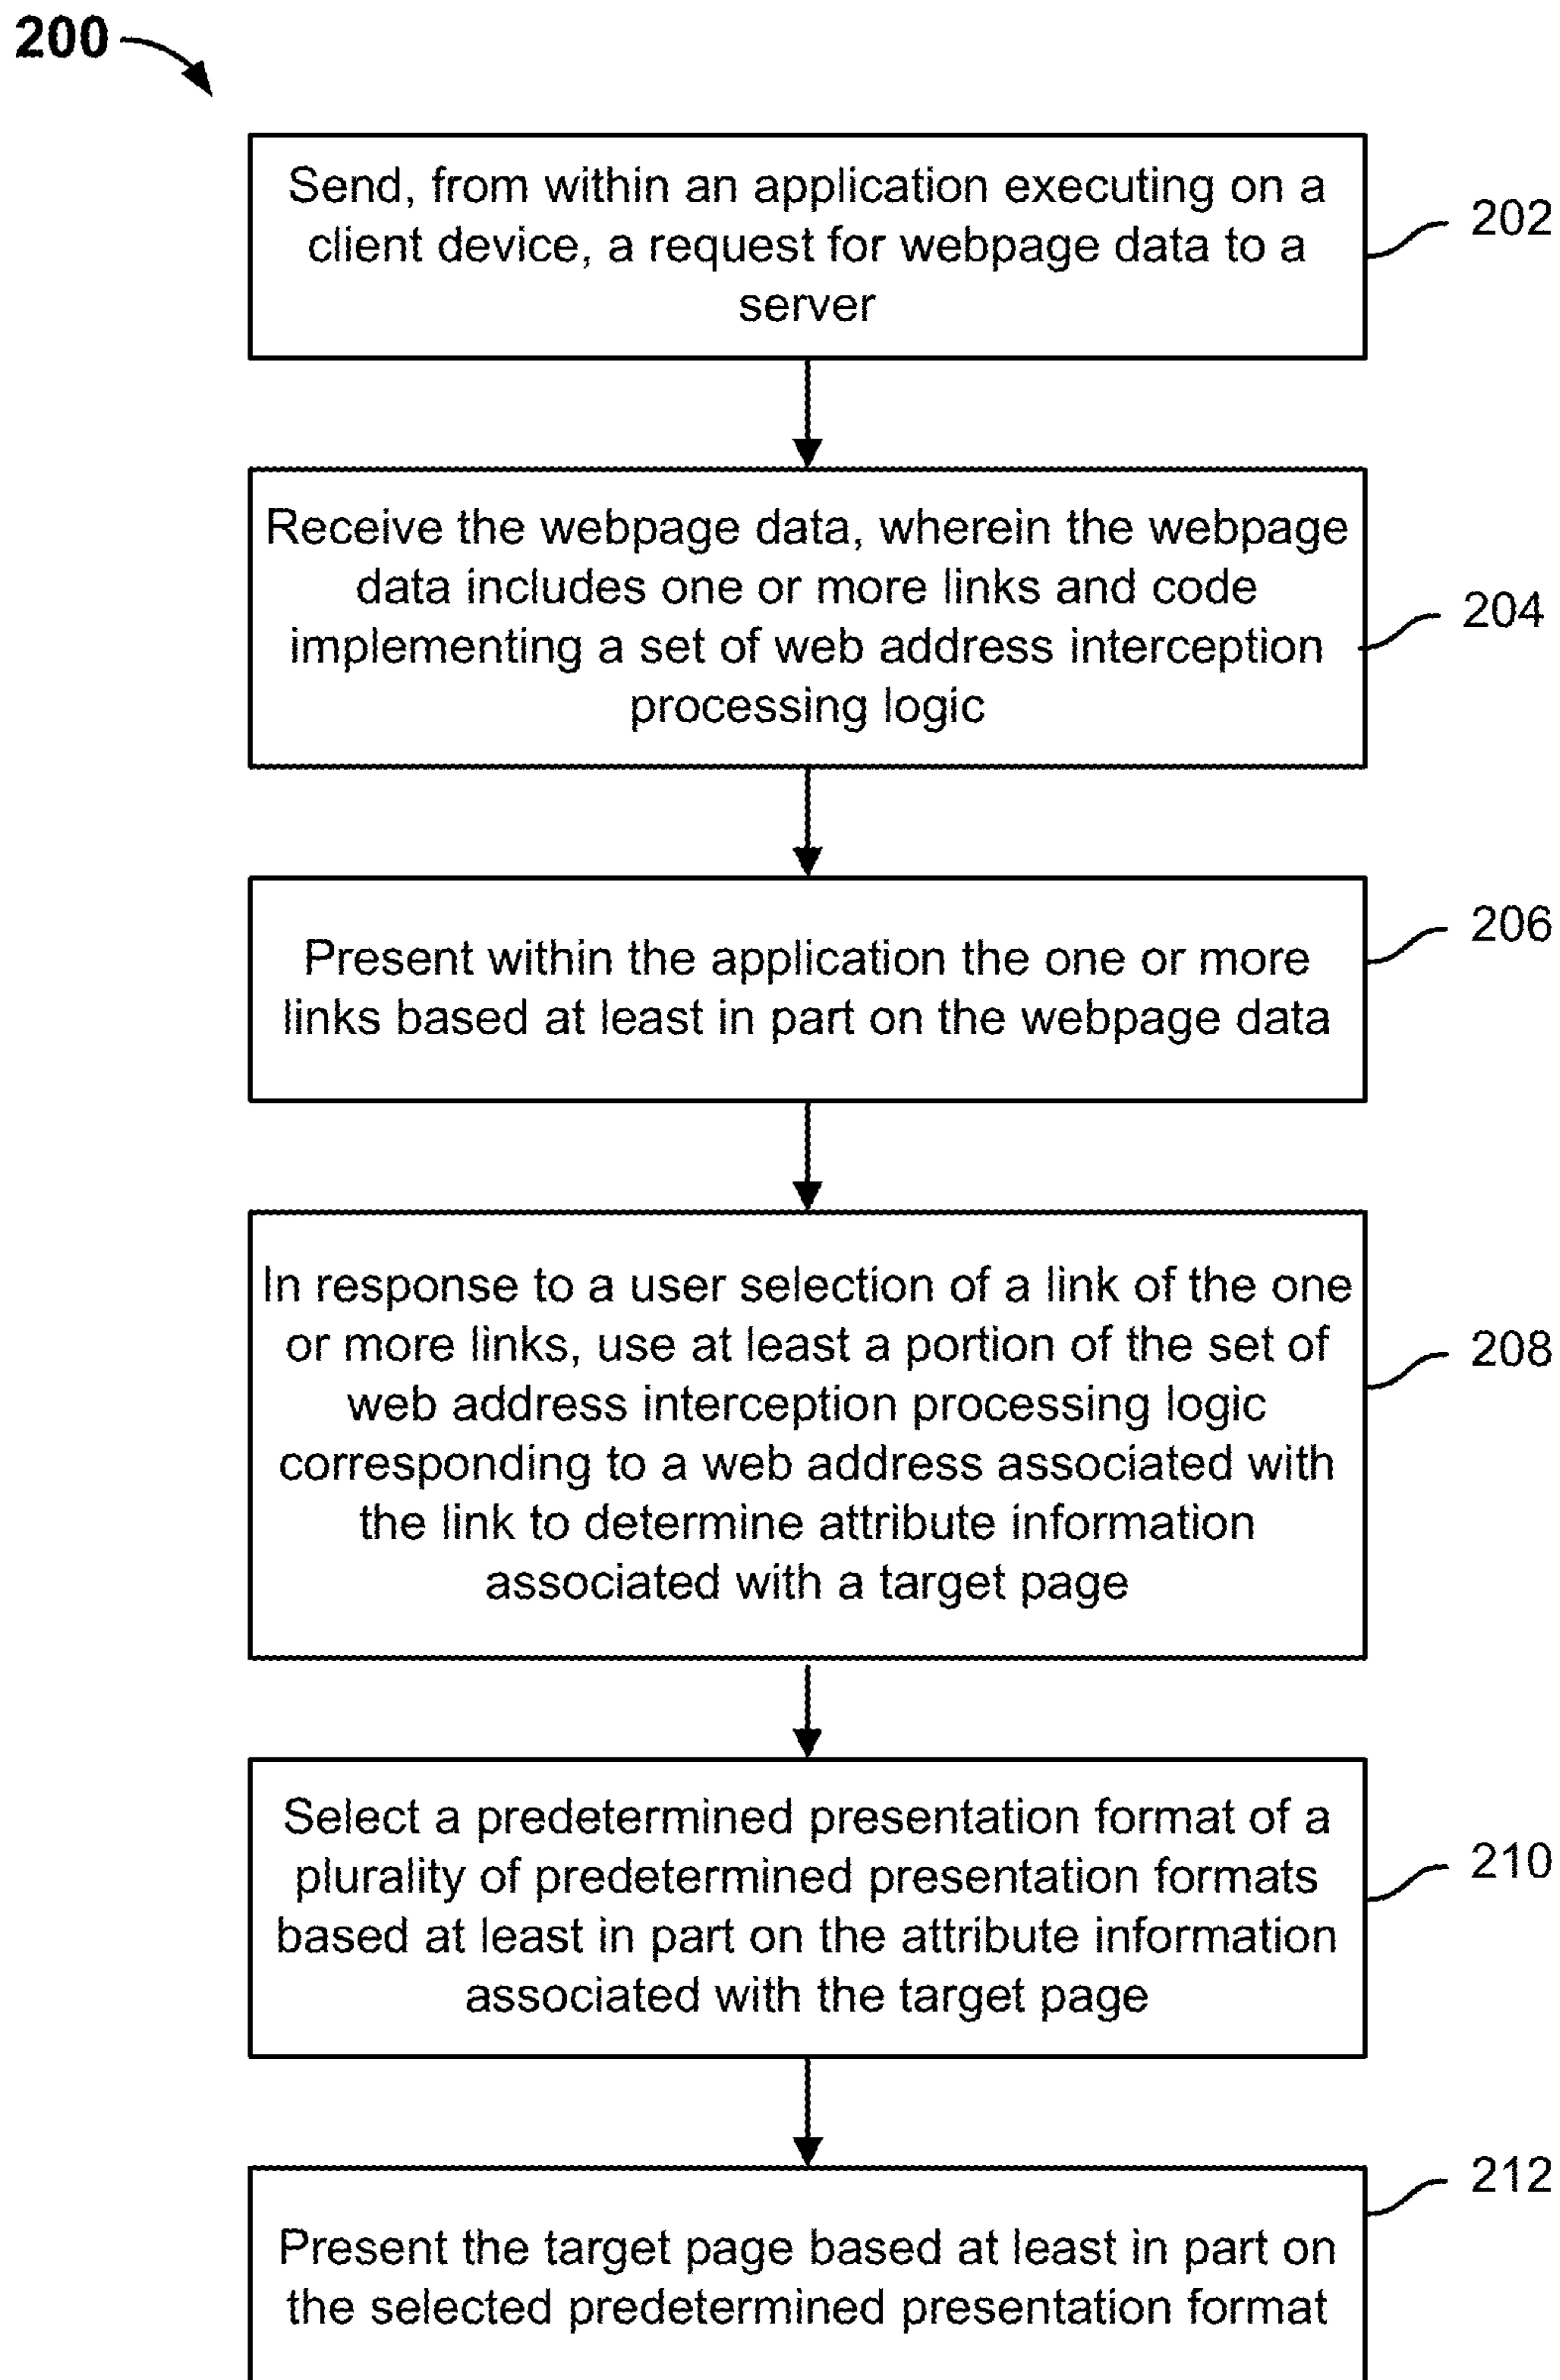 200
Send, from within an application executing on a
client device, a request for webpage data to a
server
202
Receive the webpage data, wherein the webpage
data includes one or more links and code
implementing a set of web address interception
processing logic
204
Present within the application the one or more
links based at least in part on the webpage data
206
In response to a user selection of a link of the one
or more links, use at least a portion of the set of
web address interception processing logic
corresponding to a web address associated with
the link to determine attribute information
associated with a target page
208
Select a predetermined presentation format of a
plurality of predetermined presentation formats
based at least in part on the attribute information
associated with the target page
210
Present the target page based at least in part on
the selected predetermined presentation format
212